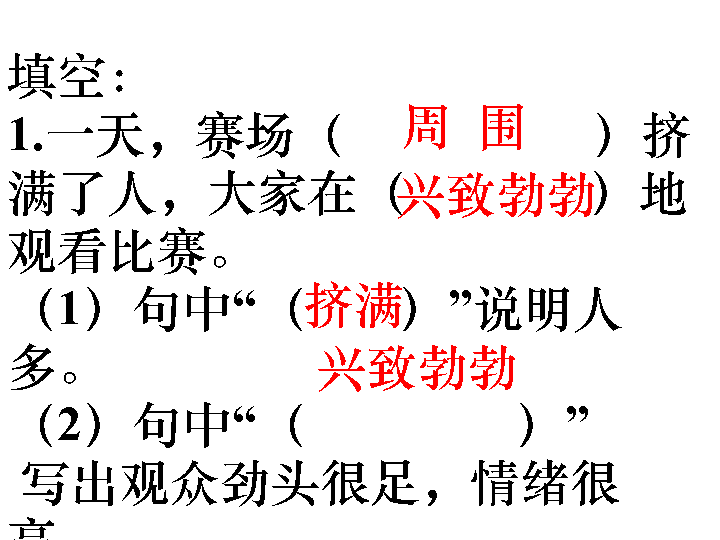 填空：
1.一天，赛场（ 周 围 ）挤
满了人，大家在（兴致勃勃）地
观看比赛。
（1）句中“（挤满）”说明人
多。 兴致勃勃
（2）句中“（ ）”
写出观众劲头很足，情绪很
高